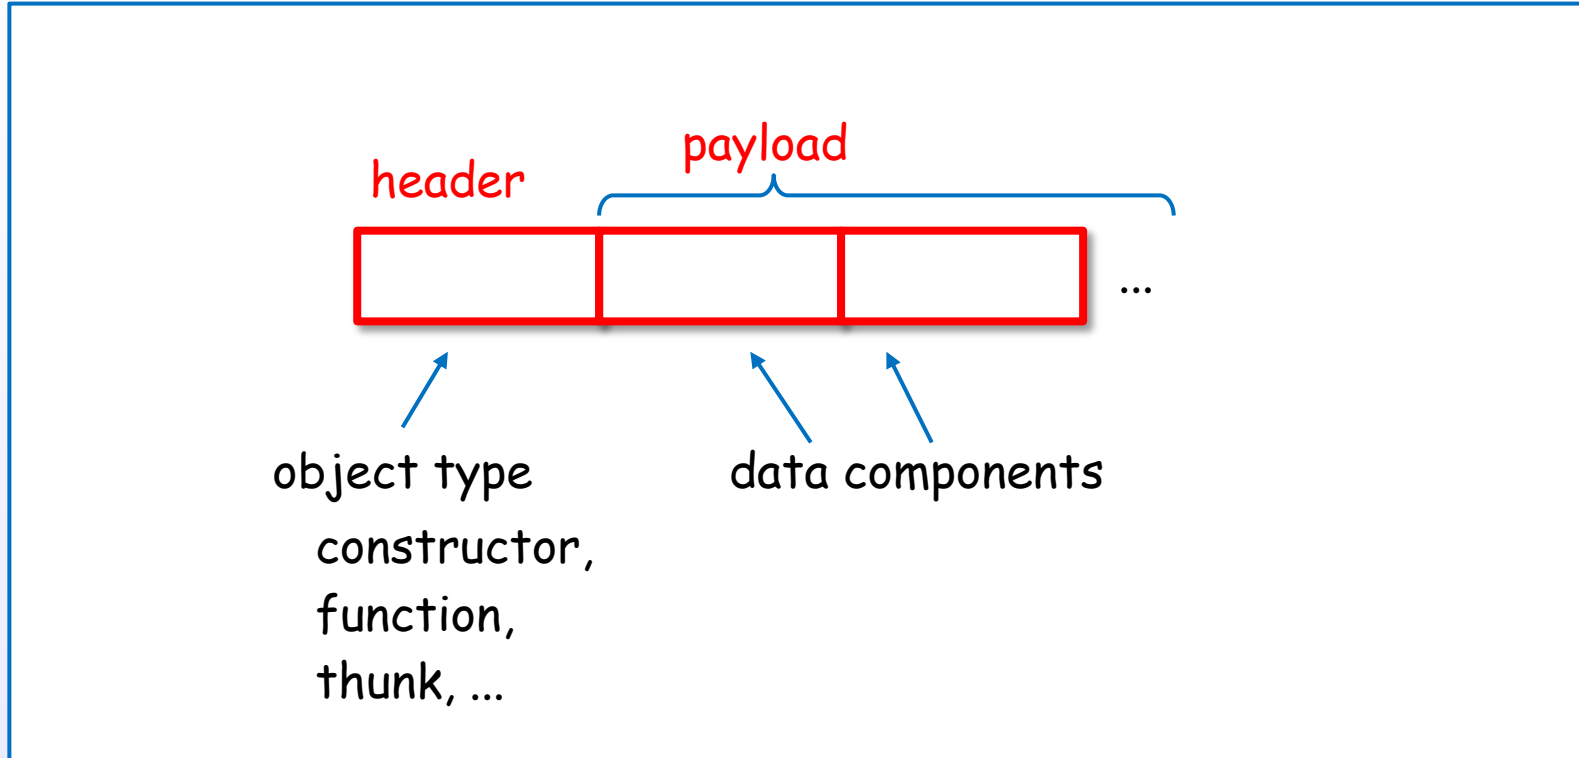 payload
header
...
object type
data components
constructor,
function,
thunk, ...